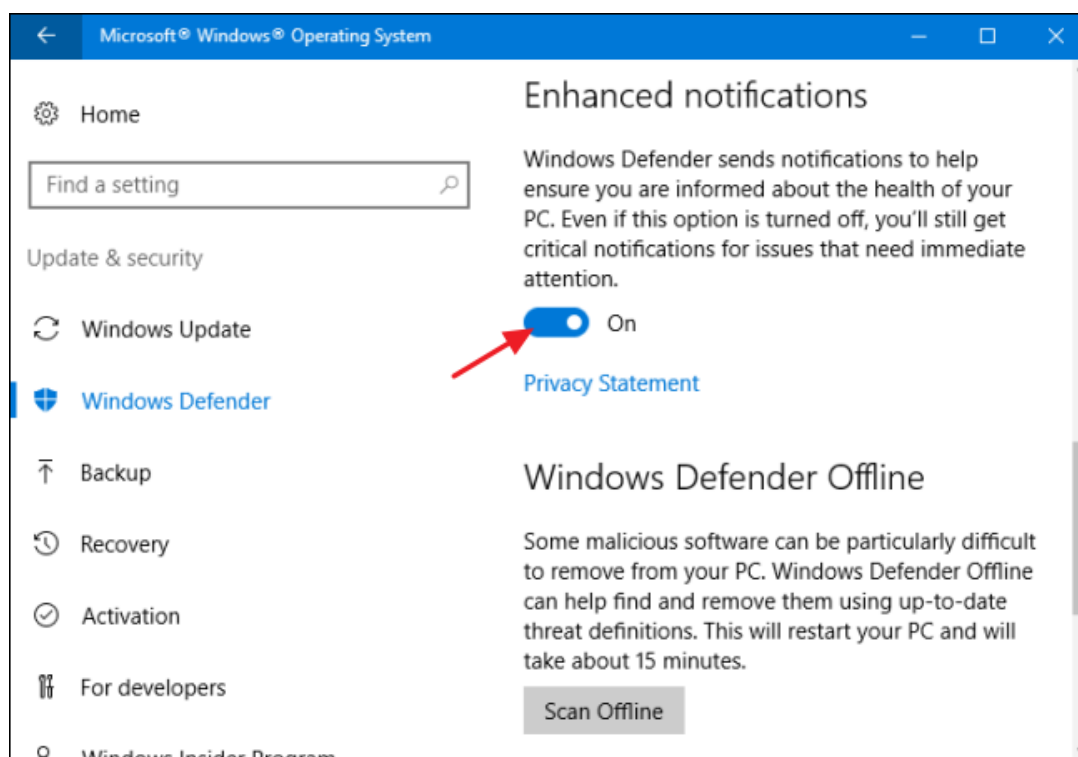 Microsoft® Windows® Operating System
Home
Find a setting
Update & security
Windows Update
Windows Defender
Backup
Recovery
Activation
For developers
Windows Insider Program
Enhanced notifications
Windows Defender sends notifications to help
ensure you are informed about the health of your
PC. Even if this option is turned off, you'll still get
critical notifications for issues that need immediate
attention.
On
Privacy Statement
Windows Defender Offline
Some malicious software can be particularly difficult
to remove from your PC. Windows Defender Offline
can help find and remove them using up-to-date
threat definitions. This will restart your PC and will
take about 15 minutes.
Scan Offline